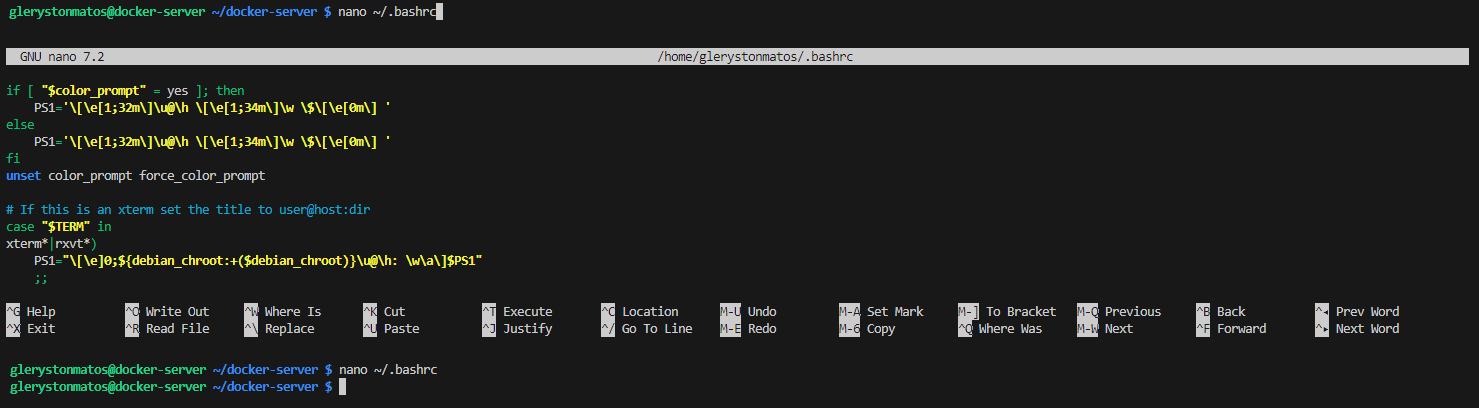 glerystonmatos@docker-server ~/docker-server $ nano ~/.bashrc
GNU nano 7.2 /home/glerystonmatos/.bashrc
if [ "$color_prompt" = yes ]; then
    PS1='\[\e[1;32m\]\u@\h \[\e[1;34m\]\w \$\[\e[0m\] '
else
    PS1='\[\e[1;32m\]\u@\h \[\e[1;34m\]\w \$\[\e[0m\] '
fi
unset color_prompt force_color_prompt
# If this is an xterm set the title to user@host:dir
case "$TERM" in
xterm*|rxvt*)
    PS1="\[\e]0;${debian_chroot:+($debian_chroot)}\u@\h: \w\a\]$PS1"
    ;;
^G Help ^O Write Out ^W Where Is ^K Cut ^T Execute ^C Location M-U Undo M-A Set Mark M-] To Bracket M-Q Previous ^B Back ^◂ Prev Word
^X Exit ^R Read File ^\ Replace ^U Paste ^J Justify ^/ Go To Line M-E Redo M-6 Copy ^Q Where Was M-W Next ^F Forward ^▸ Next Word
glerystonmatos@docker-server ~/docker-server $ nano ~/.bashrc
glerystonmatos@docker-server ~/docker-server $